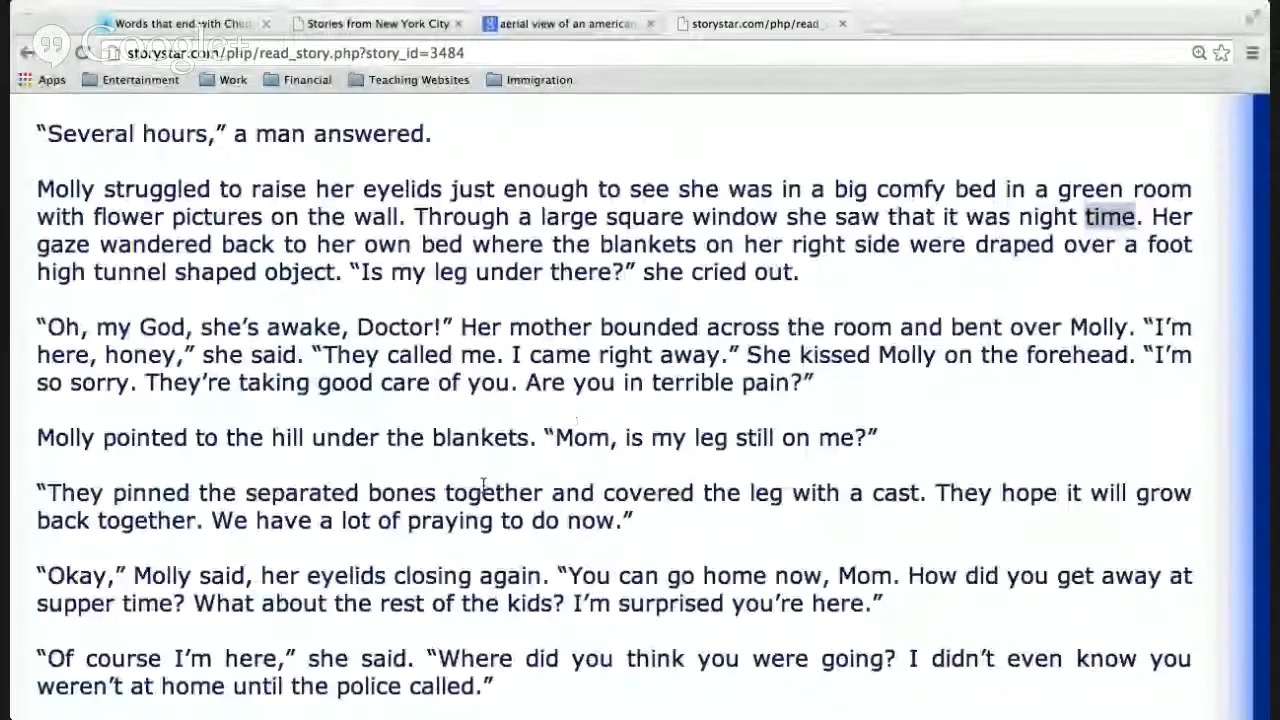 Words that end with Che
Stories from New York City
aerial view of an american
storystar.com/php/read_
Google+
storystar.com/php/read_story.php?story_id=3484
Apps
Entertainment
Work
Financial
Teaching Websites
Immigration
“Several hours,” a man answered.
Molly struggled to raise her eyelids just enough to see she was in a big comfy bed in a green room
with flower pictures on the wall. Through a large square window she saw that it was night time. Her
gaze wandered back to her own bed where the blankets on her right side were draped over a foot
high tunnel shaped object. “Is my leg under there?” she cried out.
“Oh, my God, she’s awake, Doctor!” Her mother bounded across the room and bent over Molly. “I’m
here, honey,” she said. “They called me. I came right away.” She kissed Molly on the forehead. “I’m
so sorry. They’re taking good care of you. Are you in terrible pain?”
Molly pointed to the hill under the blankets. “Mom, is my leg still on me?”
“They pinned the separated bones together and covered the leg with a cast. They hope it will grow
back together. We have a lot of praying to do now.”
“Okay,” Molly said, her eyelids closing again. “You can go home now, Mom. How did you get away at
supper time? What about the rest of the kids? I’m surprised you’re here.”
“Of course I’m here,” she said. “Where did you think you were going? I didn’t even know you
weren’t at home until the police called.”